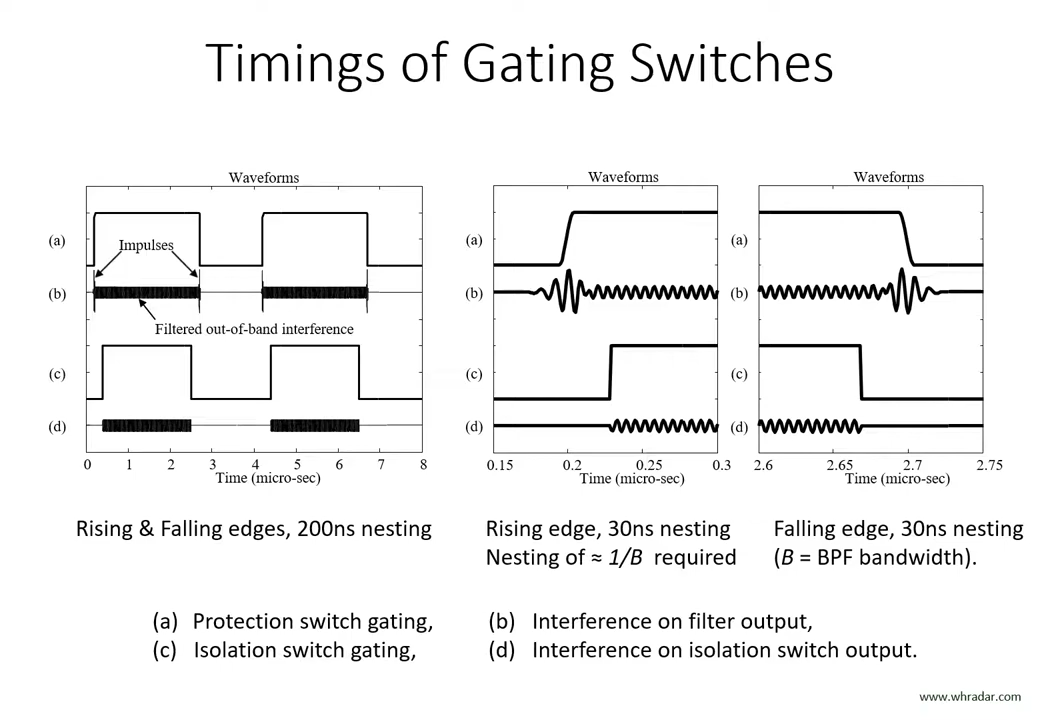 Timings of Gating Switches
Waveforms
(a)
Impulses
(b)
Filtered out-of-band interference
(c)
(d)
0 1 2 3 4 5 6 7 8
Time (micro-sec)
Waveforms
(a)
(b)
(c)
(d)
0.15 0.2 0.25 0.3
Time (micro-sec)
Waveforms
(a)
(b)
(c)
(d)
2.6 2.65 2.7 2.75
Time (micro-sec)
Rising & Falling edges, 200ns nesting
Rising edge, 30ns nesting
Nesting of ≈ 1/B required
Falling edge, 30ns nesting
(B = BPF bandwidth).
(a) Protection switch gating, (b) Interference on filter output,
(c) Isolation switch gating, (d) Interference on isolation switch output.
www.whradar.com